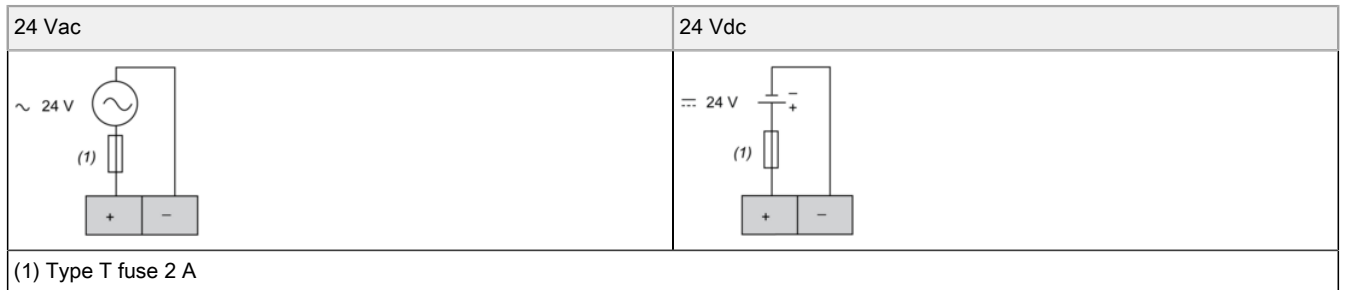 24 Vac
24 Vdc
~ 24 V
(1)
+ −
⎓ 24 V
−
+
(1)
+ −
(1) Type T fuse 2 A